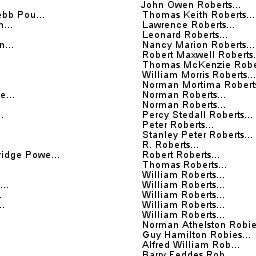 John Owen Roberts...
ebb Pou... Thomas Keith Roberts...
n... Lawrence Roberts...
Leonard Roberts...
n... Nancy Marion Roberts...
Robert Maxwell Roberts.
Thomas McKenzie Robe
William Morris Roberts...
Norman Mortima Roberts
e... Norman Roberts...
Norman Roberts...
. Percy Stedall Roberts...
Peter Roberts...
Stanley Peter Roberts...
R. Roberts...
ridge Powe... Robert Roberts...
Thomas Roberts...
William Roberts...
... William Roberts...
. William Roberts...
.. William Roberts...
William Roberts...
Norman Athelston Robie
Guy Hamilton Robies...
Alfred William Rob...
Barry Feddes Rob